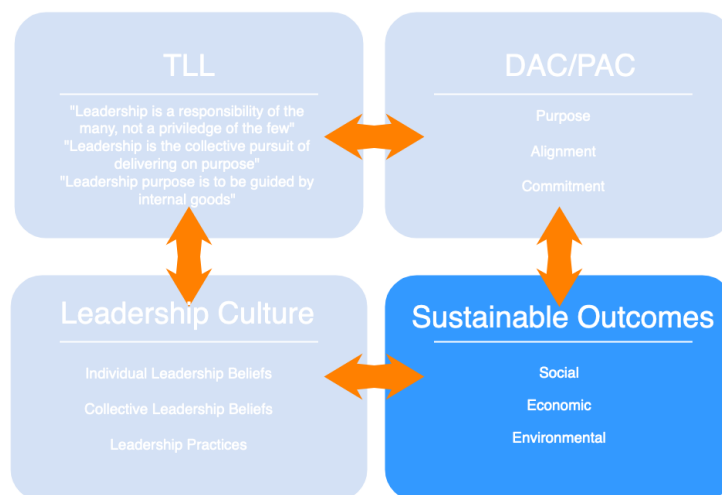 TLL
"Leadership is a responsibility of the
many, not a priviledge of the few"
"Leadership is the collective pursuit of
delivering on purpose"
"Leadership purpose is to be guided by
internal goods"
DAC/PAC
Purpose
Alignment
Commitment
Leadership Culture
Individual Leadership Beliefs
Collective Leadership Beliefs
Leadership Practices
Sustainable Outcomes
Social
Economic
Environmental